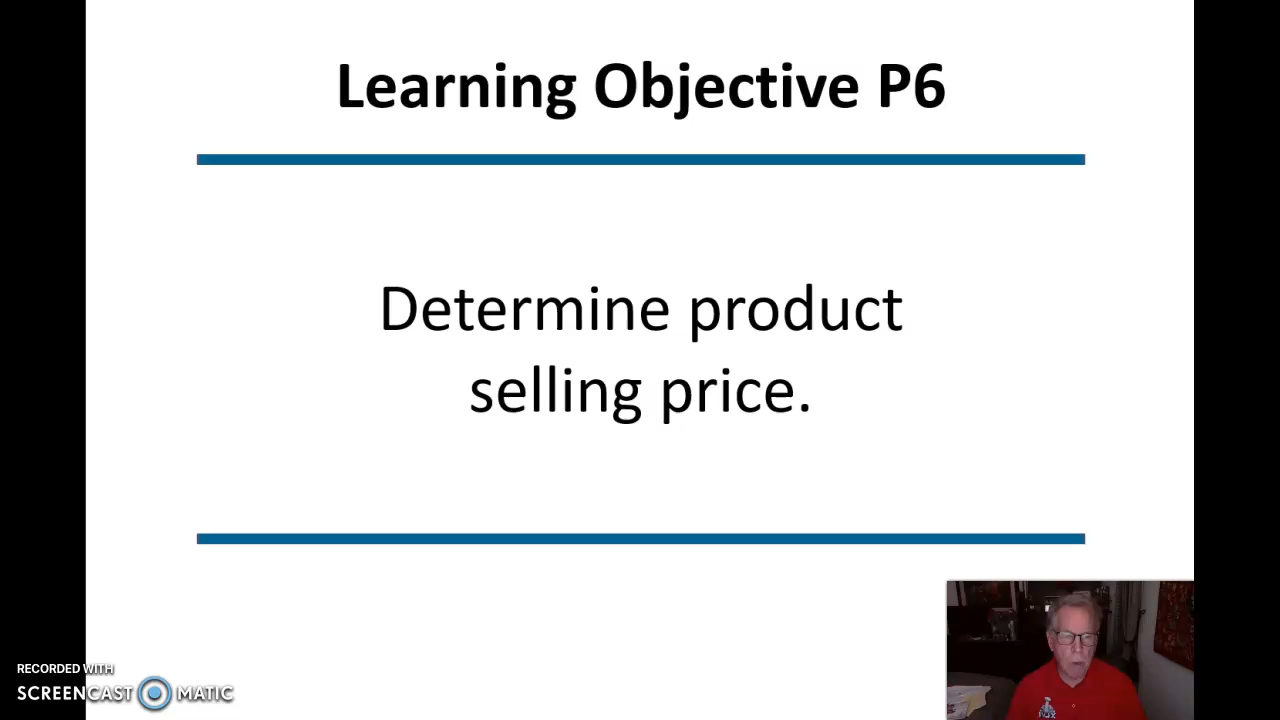 Learning Objective P6
Determine product
selling price.
RECORDED WITH
SCREENCAST MATIC